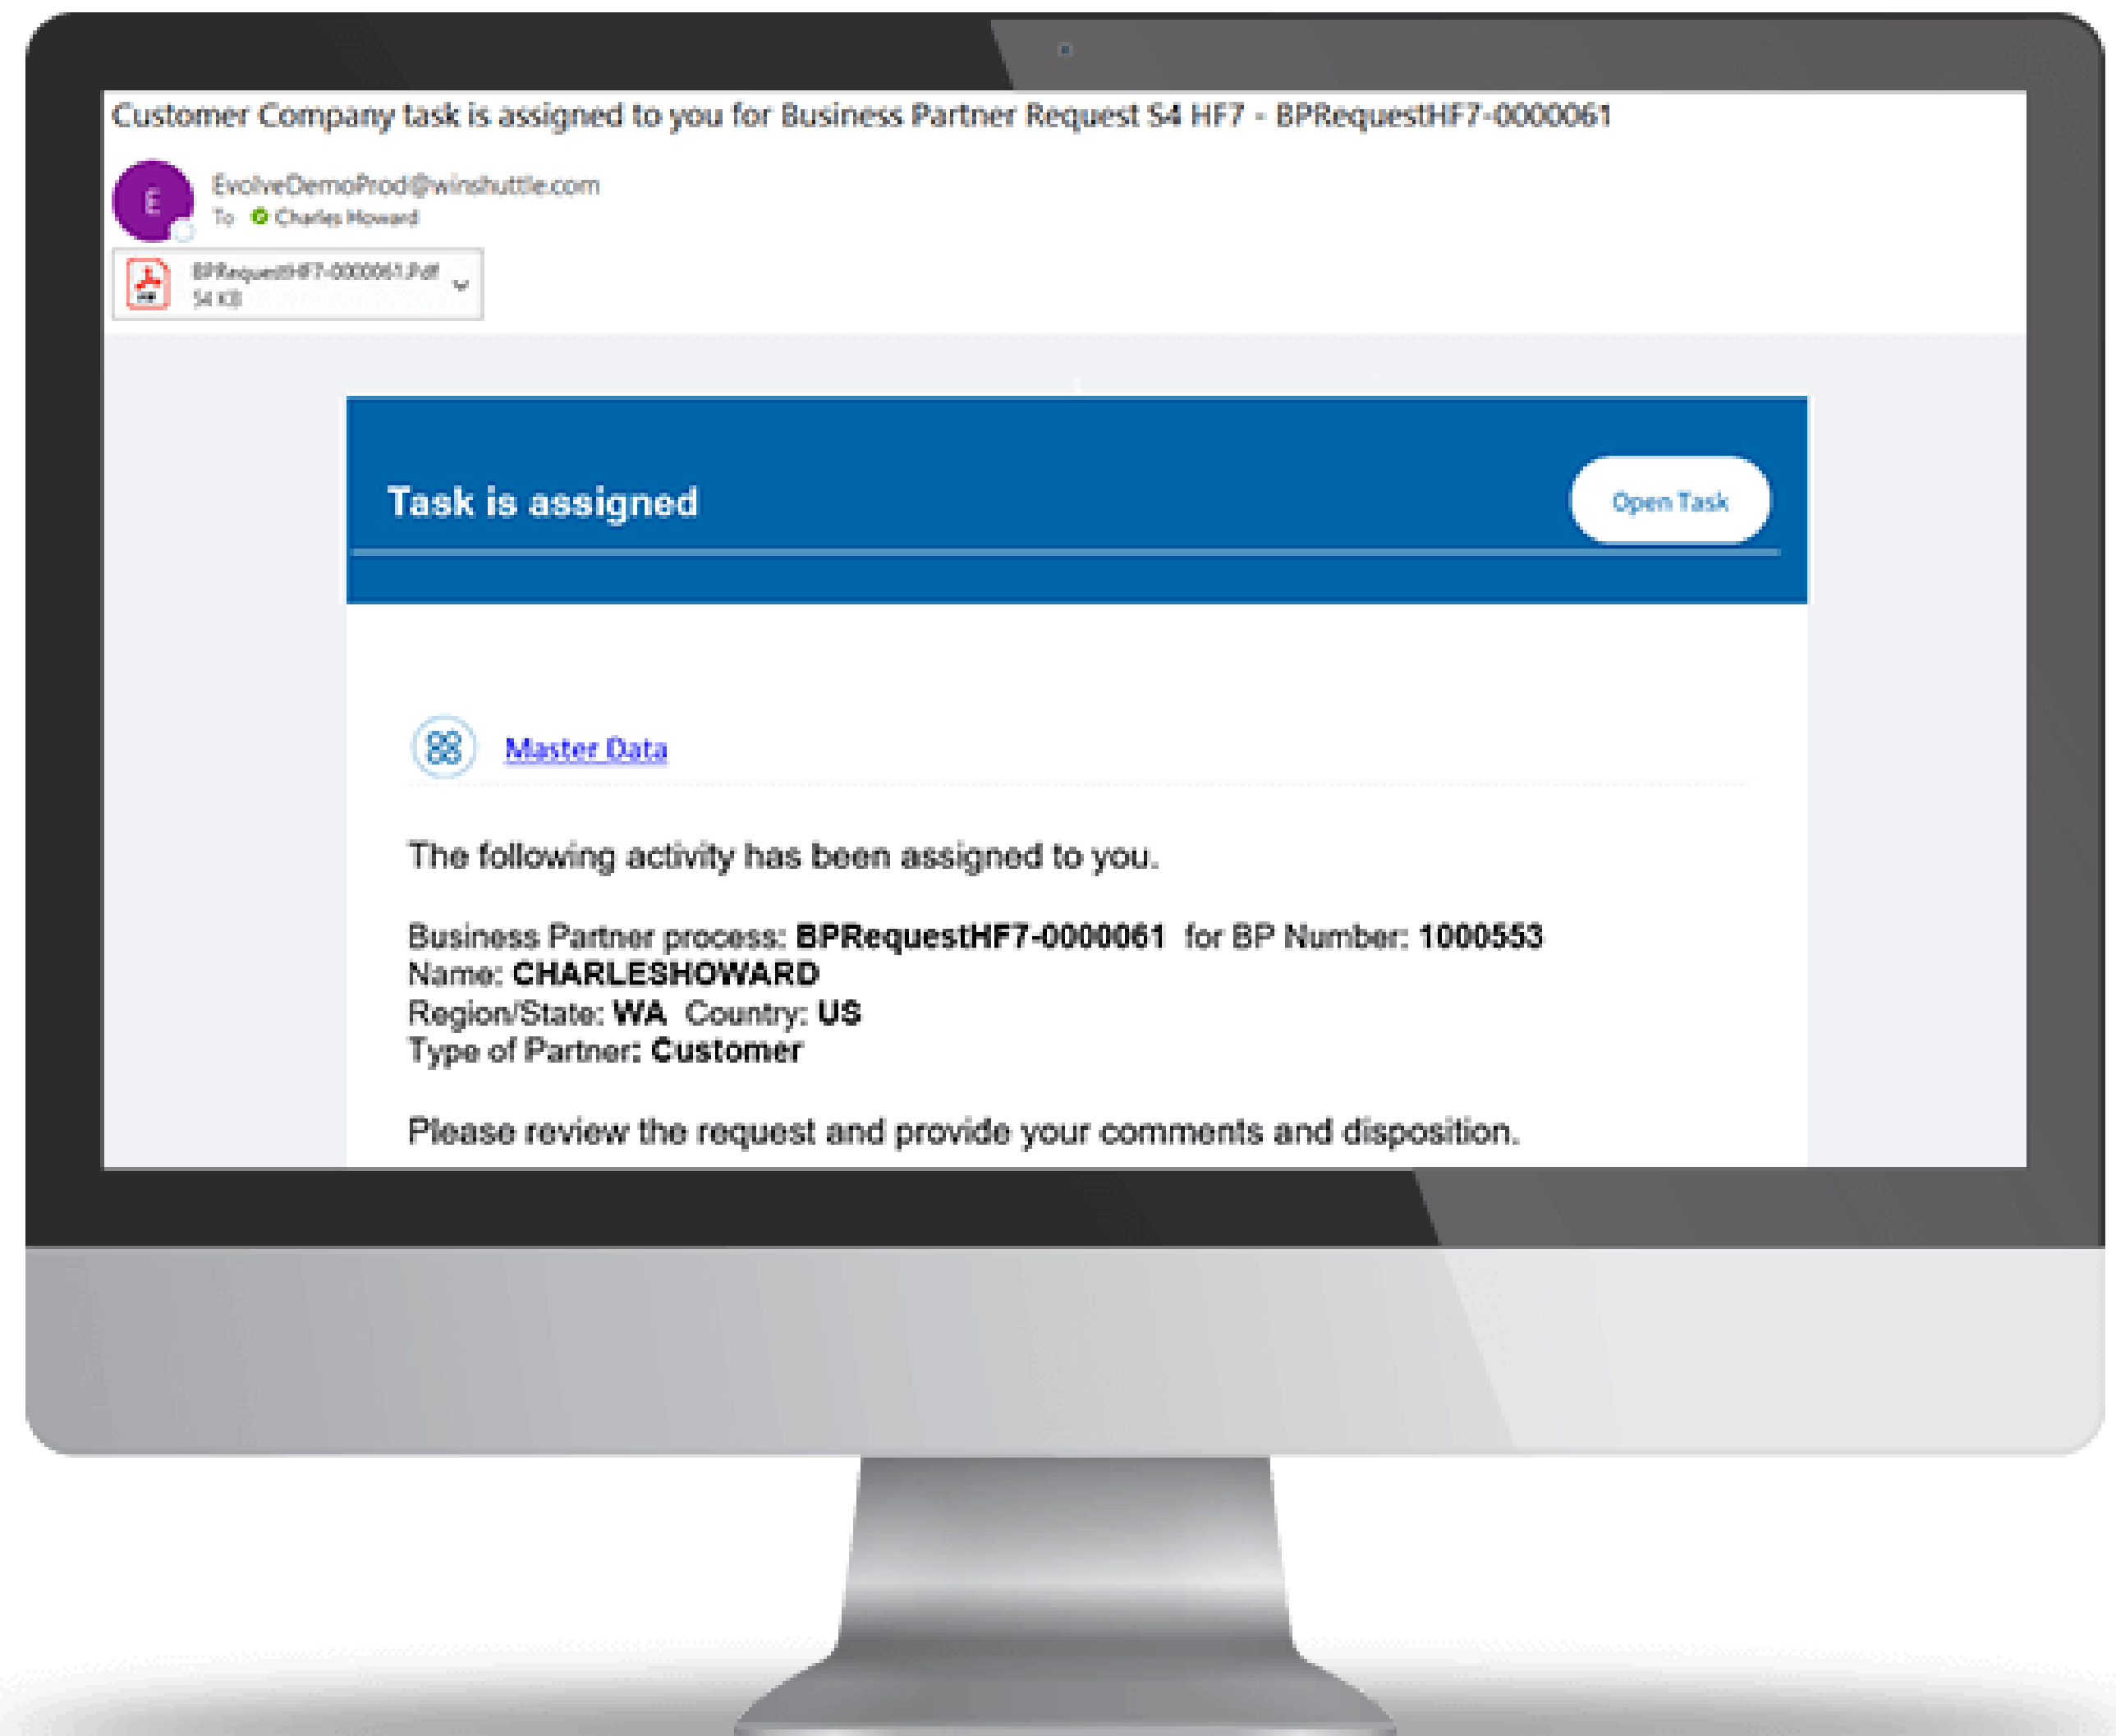 Customer Company task is assigned to you for Business Partner Request S4 HF7 - BPRequestHF7-0000061
E
EvolveDemoProd@winshuttle.com
To Charles Howard
BPRequestHF7-0000061.Pdf
54 KB
Task is assigned
Open Task
Master Data
The following activity has been assigned to you.
Business Partner process: BPRequestHF7-0000061 for BP Number: 1000553
Name: CHARLESHOWARD
Region/State: WA Country: US
Type of Partner: Customer
Please review the request and provide your comments and disposition.